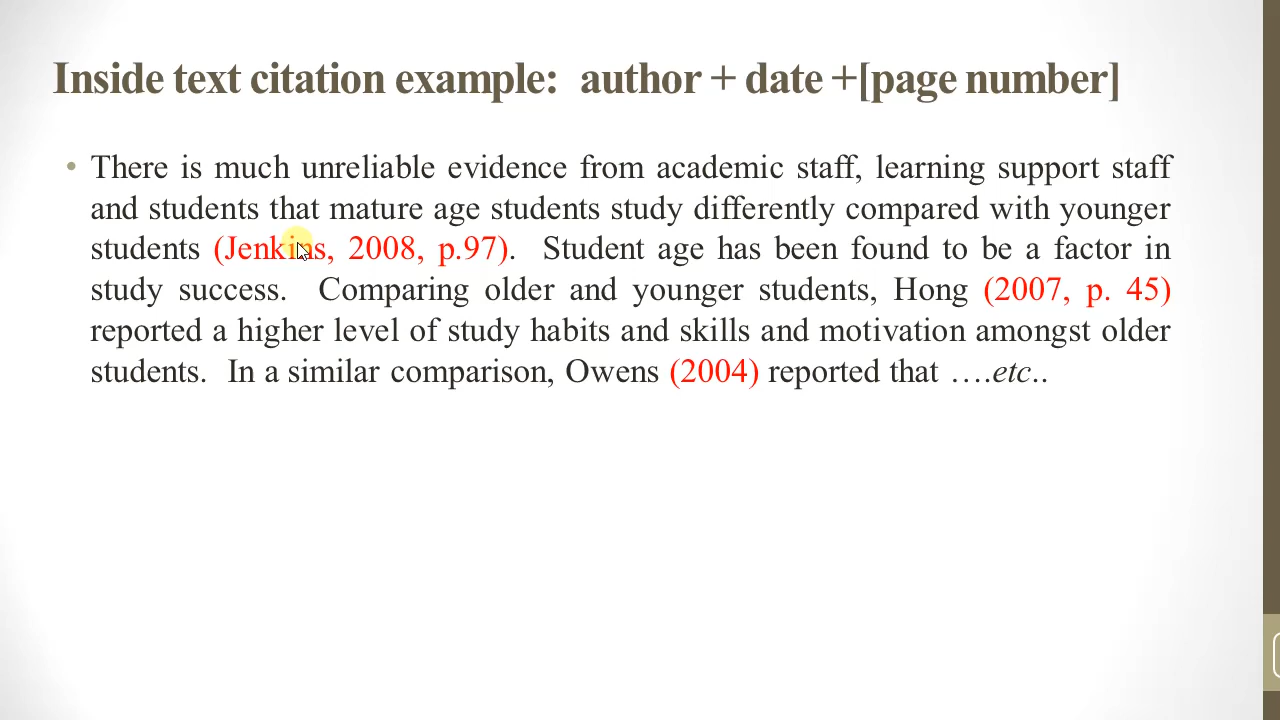 Inside text citation example: author + date +[page number]
• There is much unreliable evidence from academic staff, learning support staff
and students that mature age students study differently compared with younger
students (Jenkins, 2008, p.97). Student age has been found to be a factor in
study success. Comparing older and younger students, Hong (2007, p. 45)
reported a higher level of study habits and skills and motivation amongst older
students. In a similar comparison, Owens (2004) reported that ….etc..